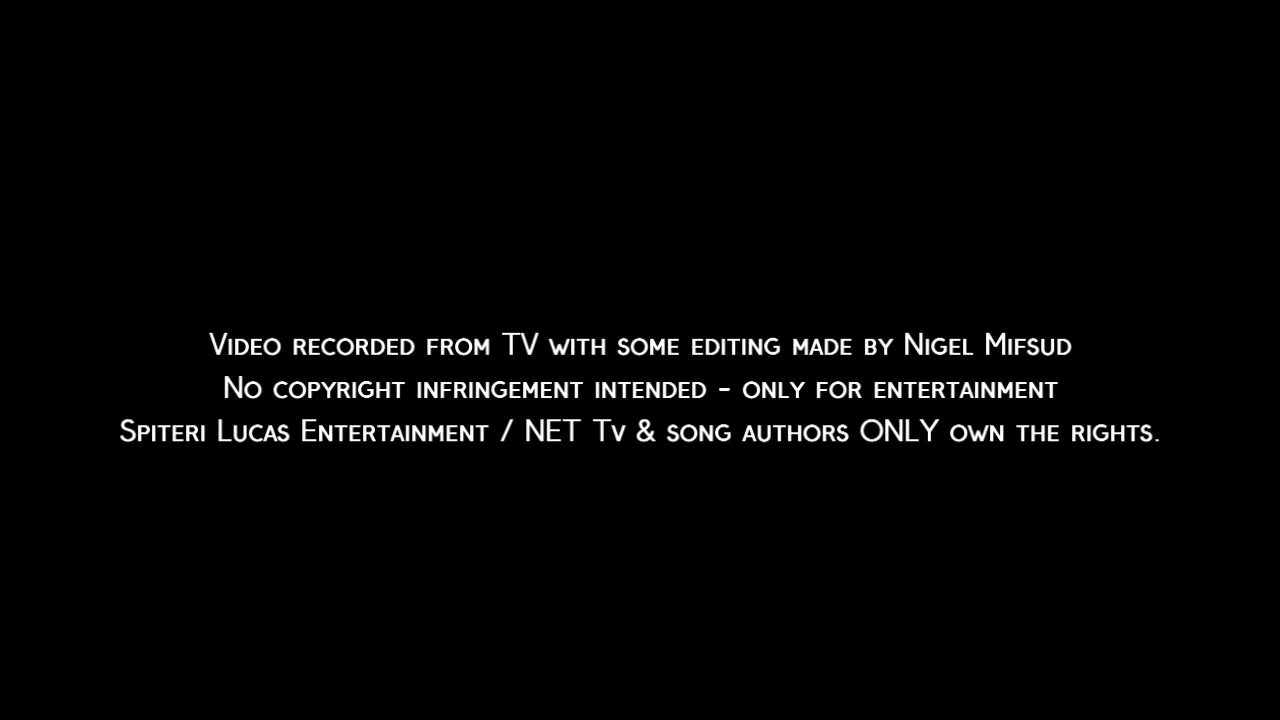 Video recorded from TV with some editing made by Nigel Mifsud
No copyright infringement intended - only for entertainment
Spiteri Lucas Entertainment / NET Tv & song authors ONLY own the rights.